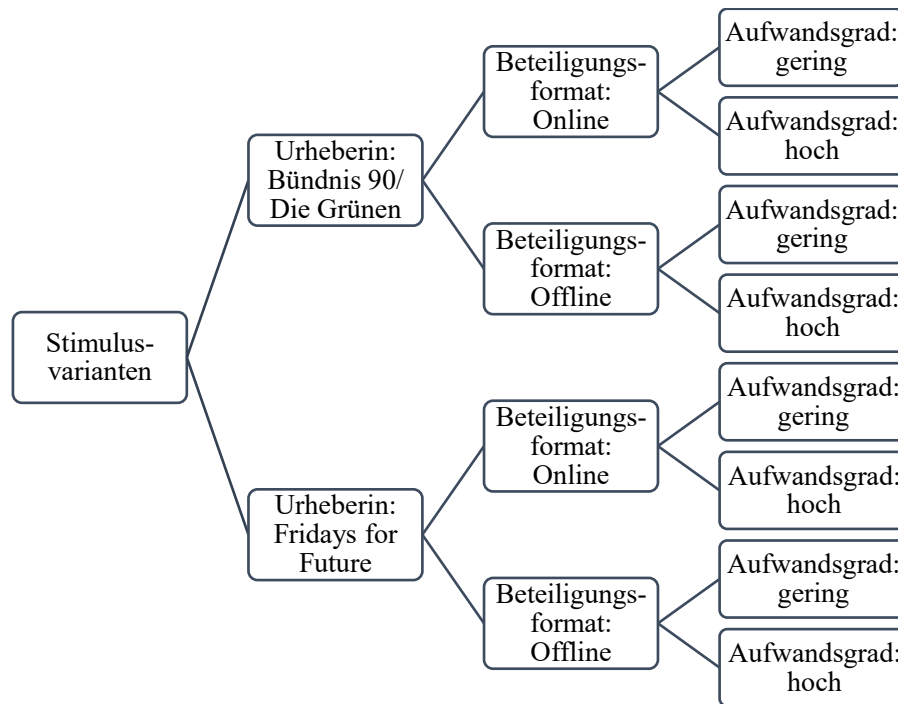 Stimulus-
varianten
Urheberin:
Bündnis 90/
Die Grünen
Beteiligungs-
format:
Online
Aufwandsgrad:
gering
Aufwandsgrad:
hoch
Beteiligungs-
format:
Offline
Aufwandsgrad:
gering
Aufwandsgrad:
hoch
Urheberin:
Fridays for
Future
Beteiligungs-
format:
Online
Aufwandsgrad:
gering
Aufwandsgrad:
hoch
Beteiligungs-
format:
Offline
Aufwandsgrad:
gering
Aufwandsgrad:
hoch